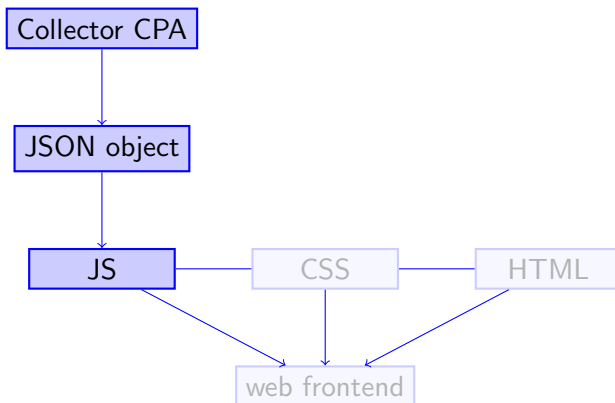 Collector CPA
JSON object
JS
CSS
HTML
web frontend